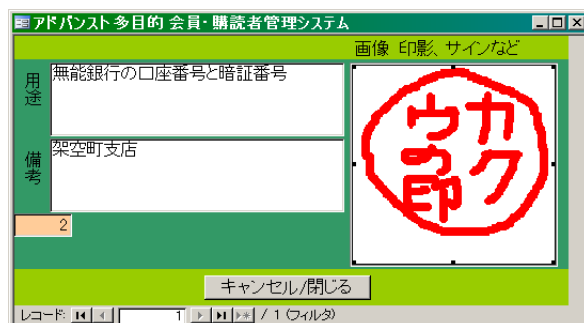 アドバンスト 多目的 会員・購読者管理システム
画像 印影、サインなど
用途
無能銀行の口座番号と暗証番号
備考
架空町支店
2
カク
ウの印
キャンセル/閉じる
レコード: 1 / 1 (フィルタ)